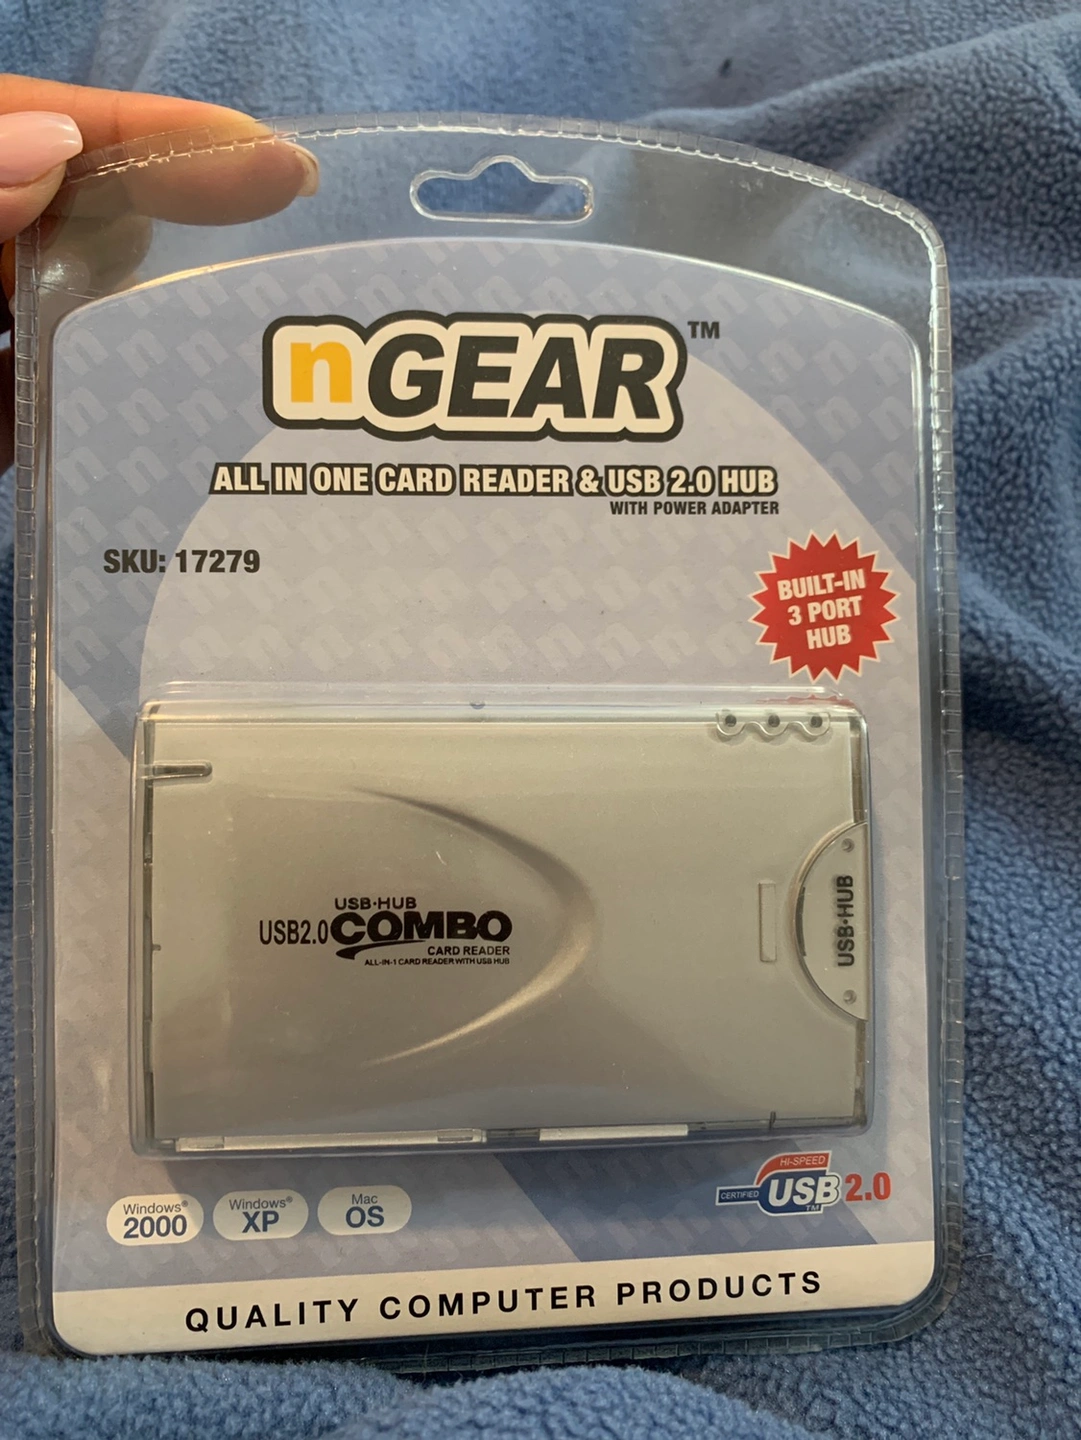 nGEAR™
ALL IN ONE CARD READER & USB 2.0 HUB
WITH POWER ADAPTER
SKU: 17279
BUILT-IN
3 PORT
HUB
USB·HUB
USB2.0 COMBO
CARD READER
ALL-IN-1 CARD READER WITH USB HUB
USB·HUB
Windows®
2000
Windows®
XP
Mac
OS
HI-SPEED
CERTIFIED USB 2.0
TM
QUALITY COMPUTER PRODUCTS